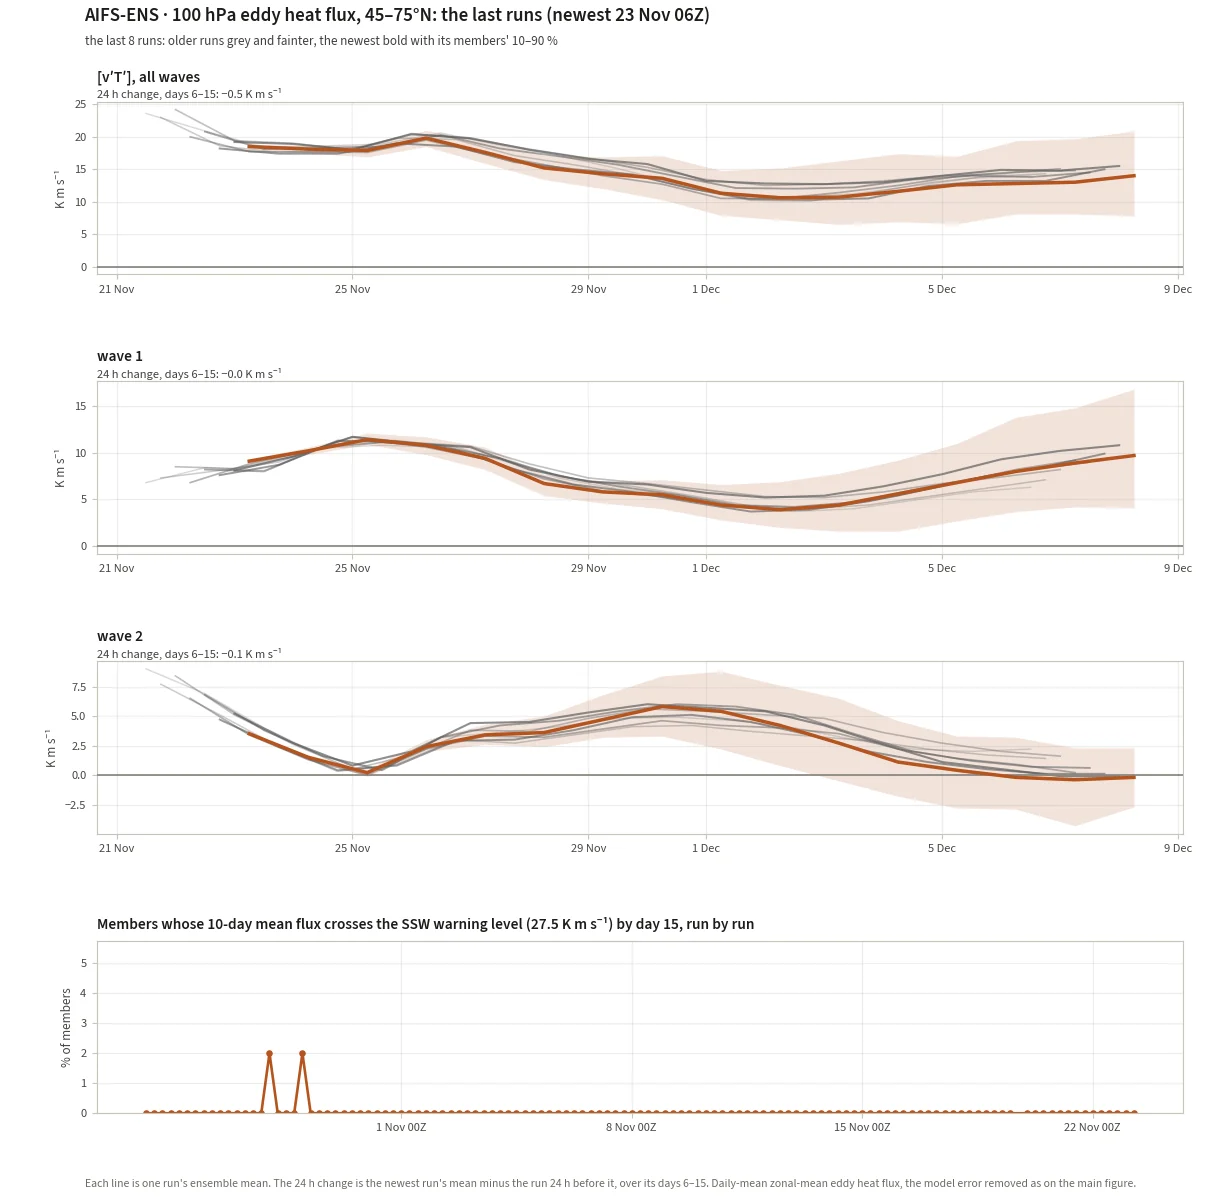 AIFS-ENS · 100 hPa eddy heat flux, 45–75°N: the last runs (newest 23 Nov 06Z)
the last 8 runs: older runs grey and fainter, the newest bold with its members' 10–90 %
[v′T′], all waves
24 h change, days 6–15: −0.5 K m s⁻¹
25
20
15
10
5
0
K m s⁻¹
21 Nov
25 Nov
29 Nov
1 Dec
5 Dec
9 Dec
wave 1
24 h change, days 6–15: −0.0 K m s⁻¹
15
10
5
0
K m s⁻¹
21 Nov
25 Nov
29 Nov
1 Dec
5 Dec
9 Dec
wave 2
24 h change, days 6–15: −0.1 K m s⁻¹
7.5
5.0
2.5
0.0
−2.5
K m s⁻¹
21 Nov
25 Nov
29 Nov
1 Dec
5 Dec
9 Dec
Members whose 10-day mean flux crosses the SSW warning level (27.5 K m s⁻¹) by day 15, run by run
5
4
3
2
1
0
% of members
1 Nov 00Z
8 Nov 00Z
15 Nov 00Z
22 Nov 00Z
Each line is one run's ensemble mean. The 24 h change is the newest run's mean minus the run 24 h before it, over its days 6–15. Daily-mean zonal-mean eddy heat flux, the model error removed as on the main figure.